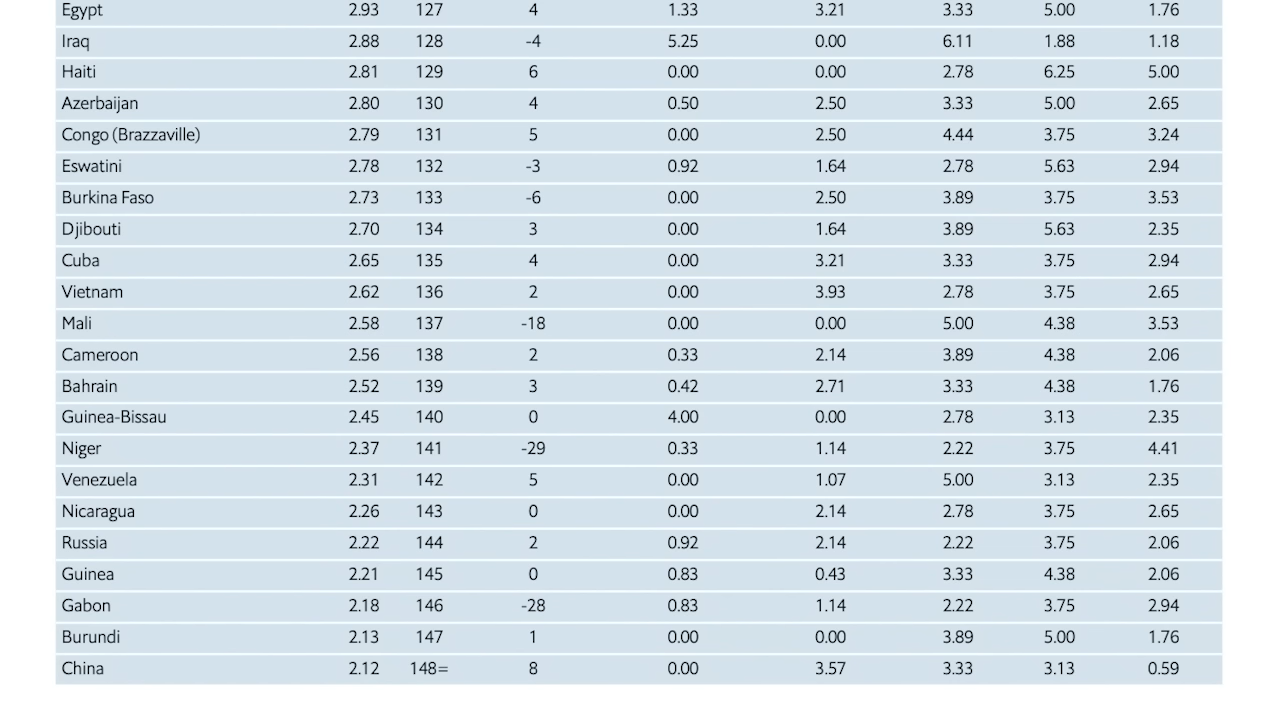 Egypt 2.93 127 4 1.33 3.21 3.33 5.00 1.76
Iraq 2.88 128 -4 5.25 0.00 6.11 1.88 1.18
Haiti 2.81 129 6 0.00 0.00 2.78 6.25 5.00
Azerbaijan 2.80 130 4 0.50 2.50 3.33 5.00 2.65
Congo (Brazzaville) 2.79 131 5 0.00 2.50 4.44 3.75 3.24
Eswatini 2.78 132 -3 0.92 1.64 2.78 5.63 2.94
Burkina Faso 2.73 133 -6 0.00 2.50 3.89 3.75 3.53
Djibouti 2.70 134 3 0.00 1.64 3.89 5.63 2.35
Cuba 2.65 135 4 0.00 3.21 3.33 3.75 2.94
Vietnam 2.62 136 2 0.00 3.93 2.78 3.75 2.65
Mali 2.58 137 -18 0.00 0.00 5.00 4.38 3.53
Cameroon 2.56 138 2 0.33 2.14 3.89 4.38 2.06
Bahrain 2.52 139 3 0.42 2.71 3.33 4.38 1.76
Guinea-Bissau 2.45 140 0 4.00 0.00 2.78 3.13 2.35
Niger 2.37 141 -29 0.33 1.14 2.22 3.75 4.41
Venezuela 2.31 142 5 0.00 1.07 5.00 3.13 2.35
Nicaragua 2.26 143 0 0.00 2.14 2.78 3.75 2.65
Russia 2.22 144 2 0.92 2.14 2.22 3.75 2.06
Guinea 2.21 145 0 0.83 0.43 3.33 4.38 2.06
Gabon 2.18 146 -28 0.83 1.14 2.22 3.75 2.94
Burundi 2.13 147 1 0.00 0.00 3.89 5.00 1.76
China 2.12 148= 8 0.00 3.57 3.33 3.13 0.59